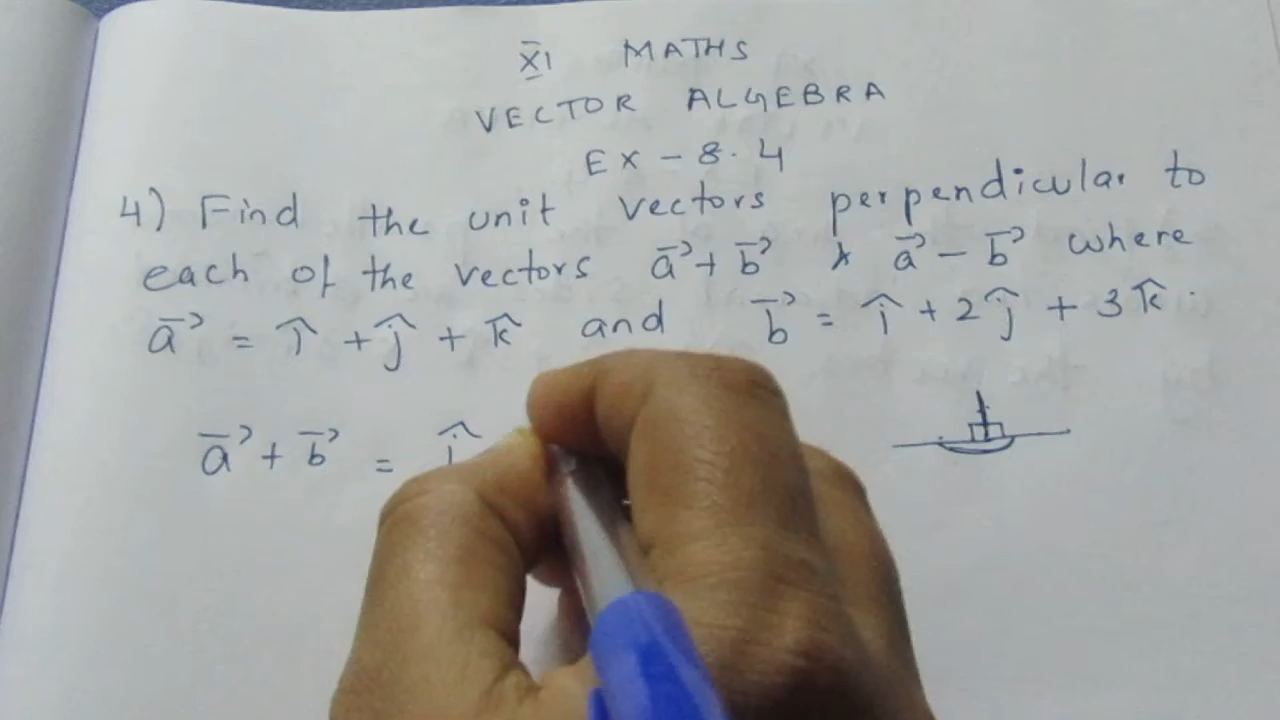 XI MATHS
VECTOR ALGEBRA
EX - 8.4
4) Find the unit vectors perpendicular to
each of the vectors a⃗ + b⃗ & a⃗ - b⃗ where
a⃗ = î + ĵ + k̂ and b⃗ = î + 2ĵ + 3k̂.
a⃗ + b⃗ = î